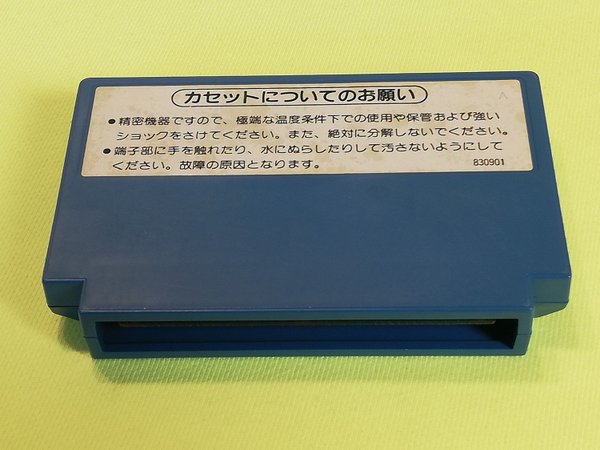 カセットについてのお願い
A
●精密機器ですので、極端な温度条件下での使用や保管および強い
ショックをさけてください。また、絶対に分解しないでください。
●端子部に手を触れたり、水にぬらしたりして汚さないようにして
ください。故障の原因となります。
830901